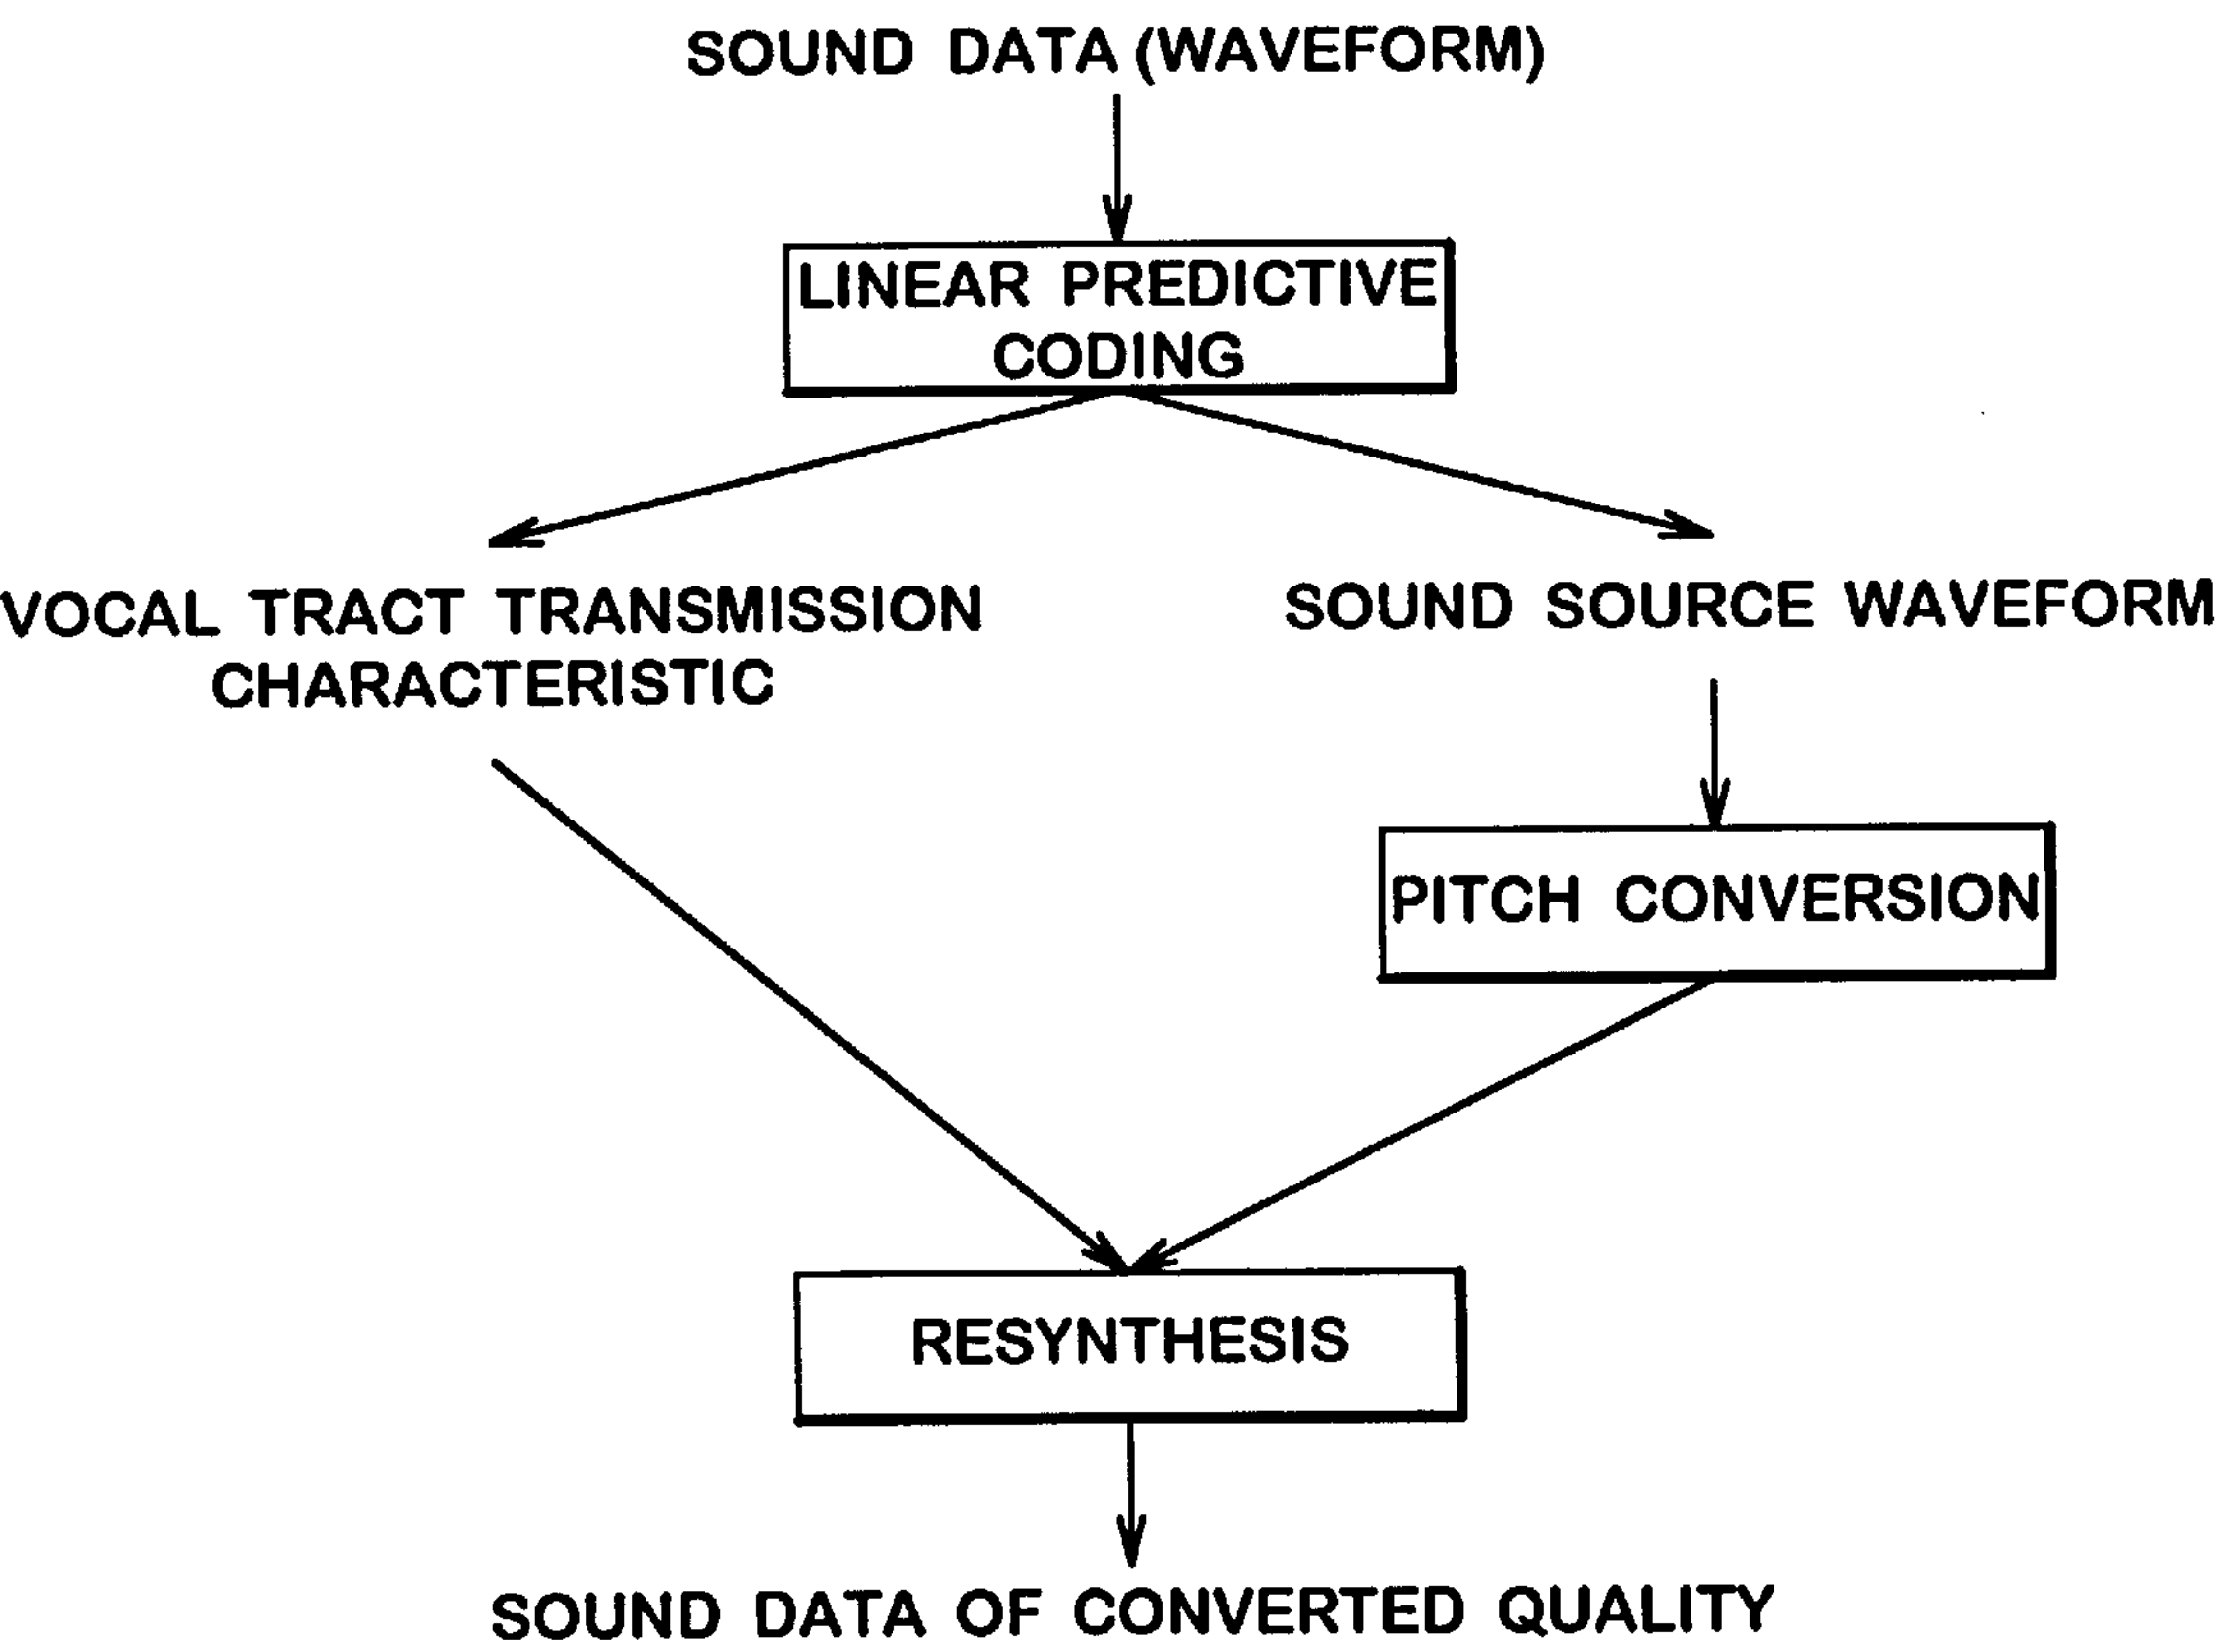 SOUND DATA (WAVEFORM)
LINEAR PREDICTIVE
CODING
VOCAL TRACT TRANSMISSION
CHARACTERISTIC
SOUND SOURCE WAVEFORM
PITCH CONVERSION
RESYNTHESIS
SOUND DATA OF CONVERTED QUALITY